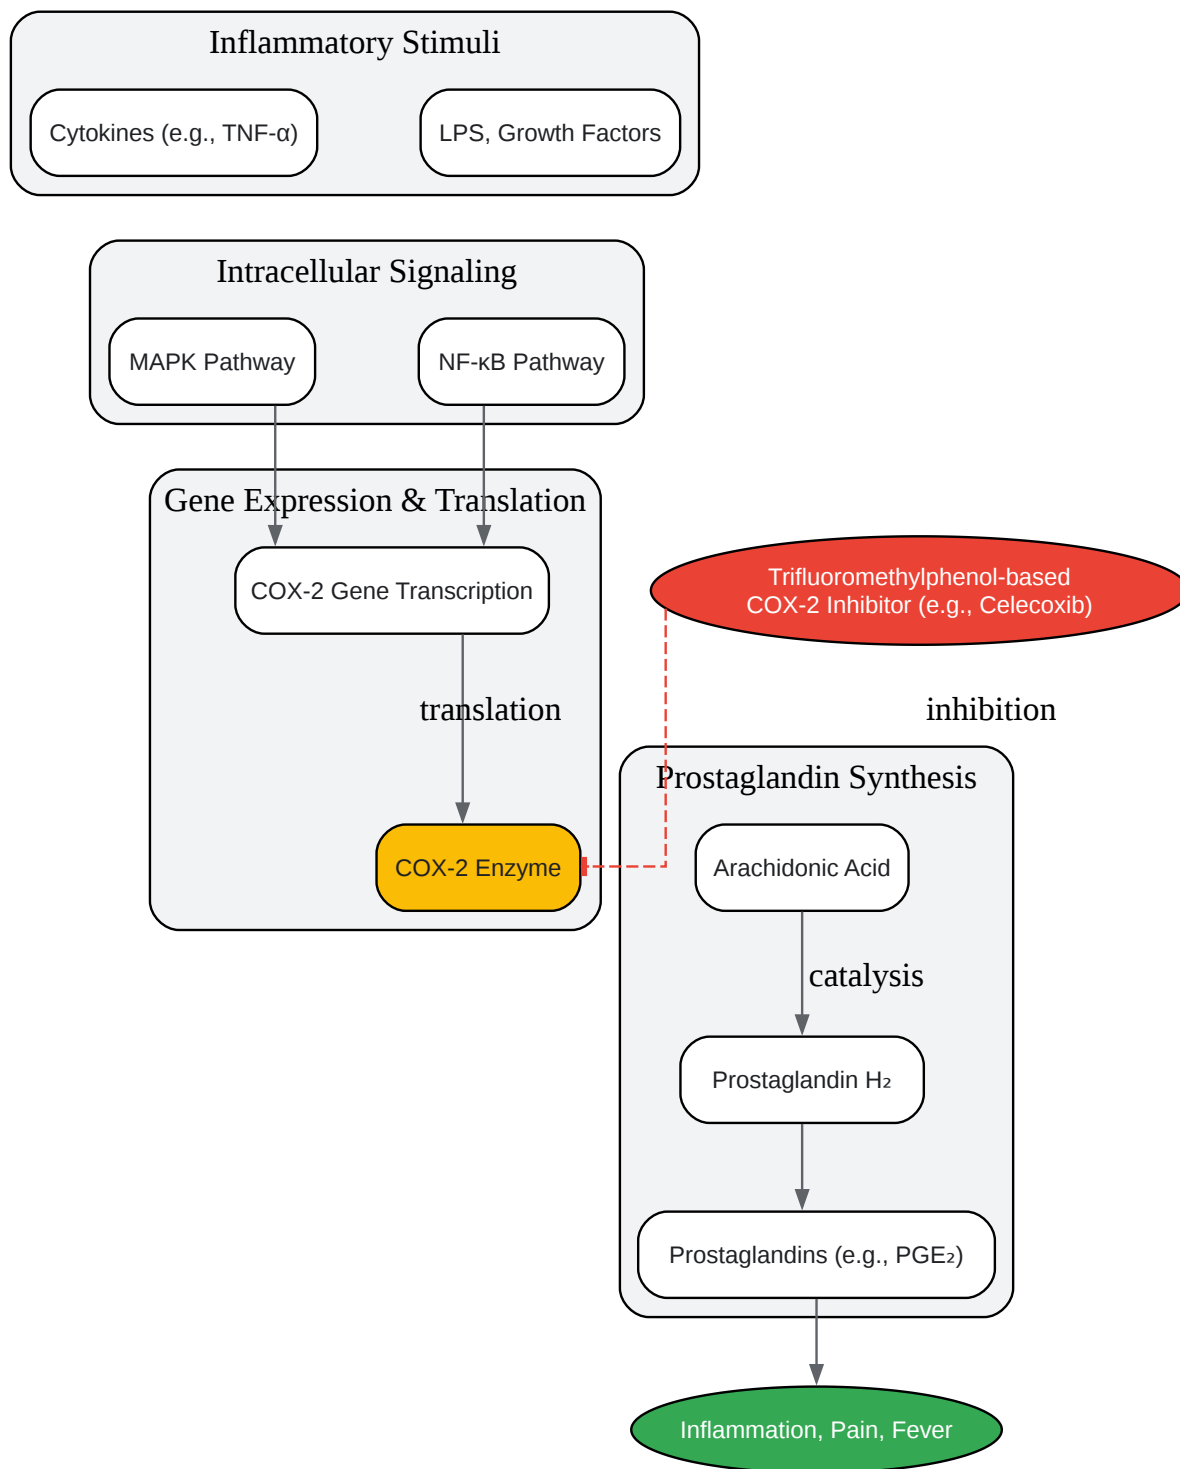 Inflammatory Stimuli
Cytokines (e.g., TNF-α)
LPS, Growth Factors
Intracellular Signaling
MAPK Pathway
NF-κB Pathway
Gene Expression & Translation
COX-2 Gene Transcription
Trifluoromethylphenol-based
COX-2 Inhibitor (e.g., Celecoxib)
translation
inhibition
Prostaglandin Synthesis
COX-2 Enzyme
Arachidonic Acid
catalysis
Prostaglandin H₂
Prostaglandins (e.g., PGE₂)
Inflammation, Pain, Fever